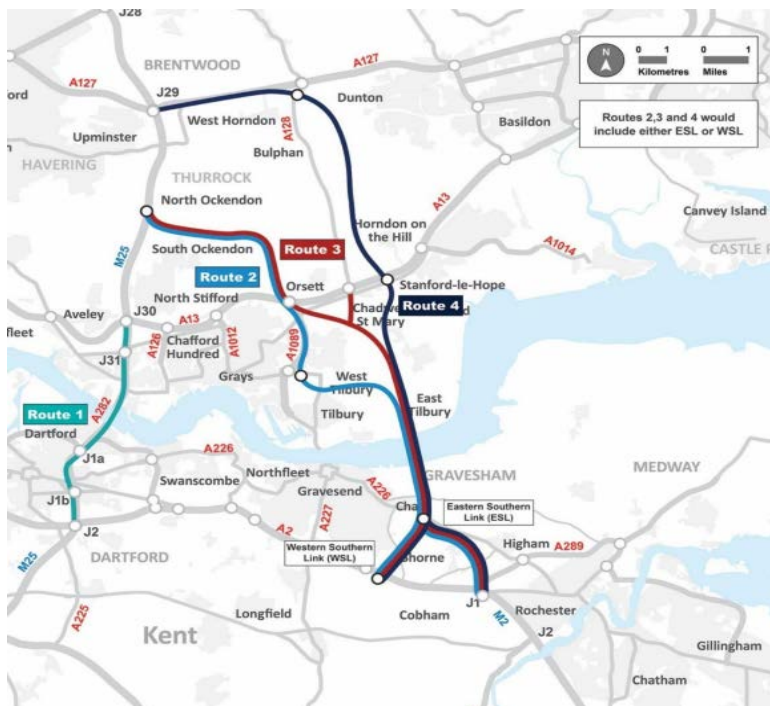 J28
BRENTWOOD
A127
A127
ford
J29
Dunton
West Horndon
A128
Basildon
Upminster
Bulphan
HAVERING
THURROCK
N
0 1
Kilometres
0 1
Miles
Routes 2,3 and 4 would
include either ESL or WSL
North Ockendon
A13
Canvey Island
Horndon on
the Hill
M25
South Ockendon
Route 3
A1014
CASTLE P
Route 2
Orsett
Stanford-le-Hope
North Stifford
Route 4
St Mary
Aveley
J30
A13
fleet
A126
Chafford
Hundred
A1012
J31
A1089
Grays
West
Tilbury
East
Tilbury
Tilbury
Route 1
A282
Dartford
J1a
A226
MEDWAY
Northfleet
GRAVESHAM
Swanscombe
Gravesend
A226
J1b
A227
Eastern Southern
Link (ESL)
J2
A2
Western Southern
Link (WSL)
Higham
A289
M25
DARTFORD
J1
Rochester
A225
Longfield
Cobham
M2
J2
Kent
Gillingham
Chatham